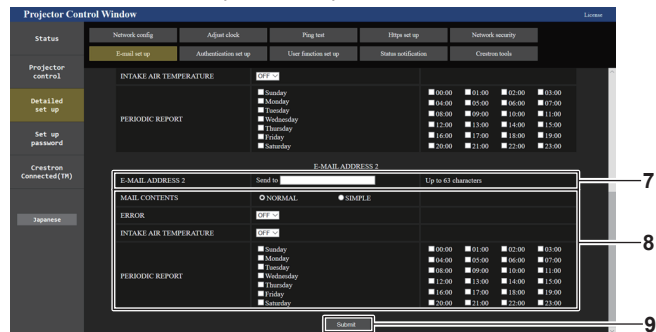 Projector Control Window
License
Status
Network config
Adjust clock
Ping test
Https set up
Network security
E-mail set up
Authentication set up
User function set up
Status notification
Crestron tools
Projector
control
Detailed
set up
Set up
password
Crestron
Connected(TM)
Japanese
INTAKE AIR TEMPERATURE OFF
PERIODIC REPORT
Sunday
Monday
Tuesday
Wednesday
Thursday
Friday
Saturday
00:00 01:00 02:00 03:00
04:00 05:00 06:00 07:00
08:00 09:00 10:00 11:00
12:00 13:00 14:00 15:00
16:00 17:00 18:00 19:00
20:00 21:00 22:00 23:00
E-MAIL ADDRESS 2
E-MAIL ADDRESS 2 Send to Up to 63 characters
7
MAIL CONTENTS NORMAL SIMPLE
ERROR OFF
INTAKE AIR TEMPERATURE OFF
8
PERIODIC REPORT
Sunday
Monday
Tuesday
Wednesday
Thursday
Friday
Saturday
00:00 01:00 02:00 03:00
04:00 05:00 06:00 07:00
08:00 09:00 10:00 11:00
12:00 13:00 14:00 15:00
16:00 17:00 18:00 19:00
20:00 21:00 22:00 23:00
Submit
9